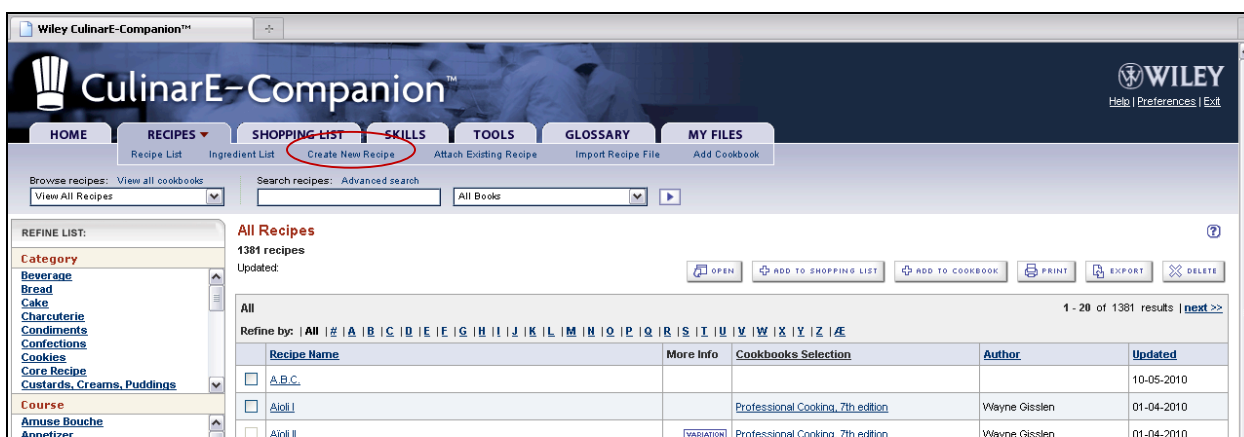 Wiley CulinarE-Companion™
CulinarE-Companion™
WILEY
Help | Preferences | Exit
HOME RECIPES SHOPPING LIST SKILLS TOOLS GLOSSARY MY FILES
Recipe List Ingredient List Create New Recipe Attach Existing Recipe Import Recipe File Add Cookbook
Browse recipes: View all cookbooks Search recipes: Advanced search
View All Recipes All Books
REFINE LIST:
Category
Beverage
Bread
Cake
Charcuterie
Condiments
Confections
Cookies
Core Recipe
Custards, Creams, Puddings
Course
Amuse Bouche
Appetizer
All Recipes ?
1381 recipes
Updated:
OPEN ADD TO SHOPPING LIST ADD TO COOKBOOK PRINT EXPORT DELETE
All 1 - 20 of 1381 results | next >>
Refine by: | All | # | A | B | C | D | E | F | G | H | I | J | K | L | M | N | O | P | Q | R | S | T | U | V | W | X | Y | Z | Æ
Recipe Name More Info Cookbooks Selection Author Updated
A.B.C. 10-05-2010
Aioli I Professional Cooking, 7th edition Wayne Gisslen 01-04-2010
Aïoli II VARIATION Professional Cooking, 7th edition Wayne Gisslen 01-04-2010